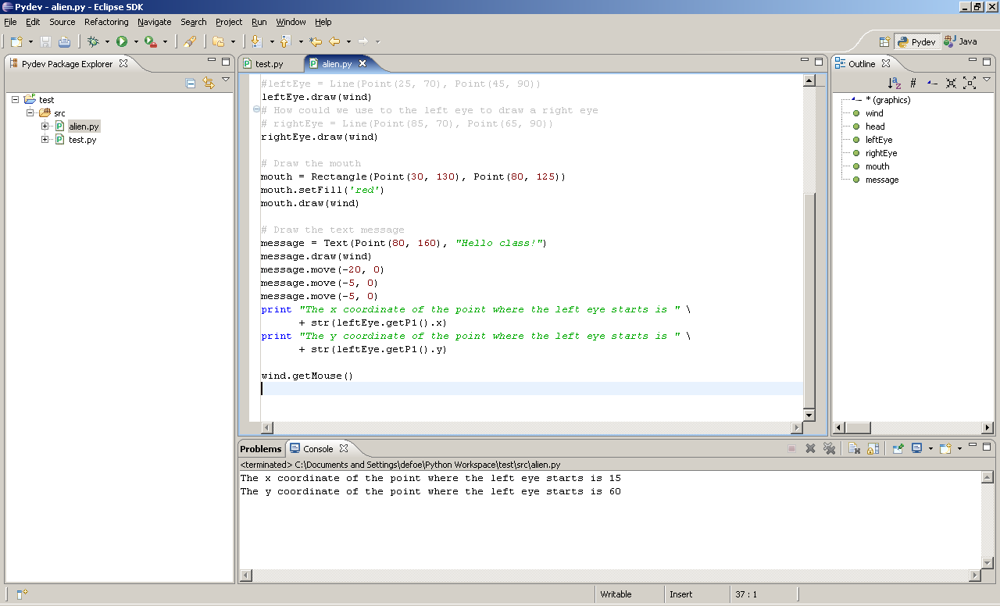 Pydev - alien.py - Eclipse SDK
File Edit Source Refactoring Navigate Search Project Run Window Help
Pydev Java
Pydev Package Explorer
test
src
alien.py
test.py
test.py alien.py
#leftEye = Line(Point(25, 70), Point(45, 90))
leftEye.draw(wind)
# How could we use to the left eye to draw a right eye
# rightEye = Line(Point(85, 70), Point(65, 90))
rightEye.draw(wind)
# Draw the mouth
mouth = Rectangle(Point(30, 130), Point(80, 125))
mouth.setFill('red')
mouth.draw(wind)
# Draw the text message
message = Text(Point(80, 160), "Hello class!")
message.draw(wind)
message.move(-20, 0)
message.move(-5, 0)
message.move(-5, 0)
print "The x coordinate of the point where the left eye starts is " \
+ str(leftEye.getP1().x)
print "The y coordinate of the point where the left eye starts is " \
+ str(leftEye.getP1().y)
wind.getMouse()
Outline
* (graphics)
wind
head
leftEye
rightEye
mouth
message
Problems Console
<terminated> C:\Documents and Settings\defoe\Python Workspace\test\src\alien.py
The x coordinate of the point where the left eye starts is 15
The y coordinate of the point where the left eye starts is 60
Writable Insert 37 : 1